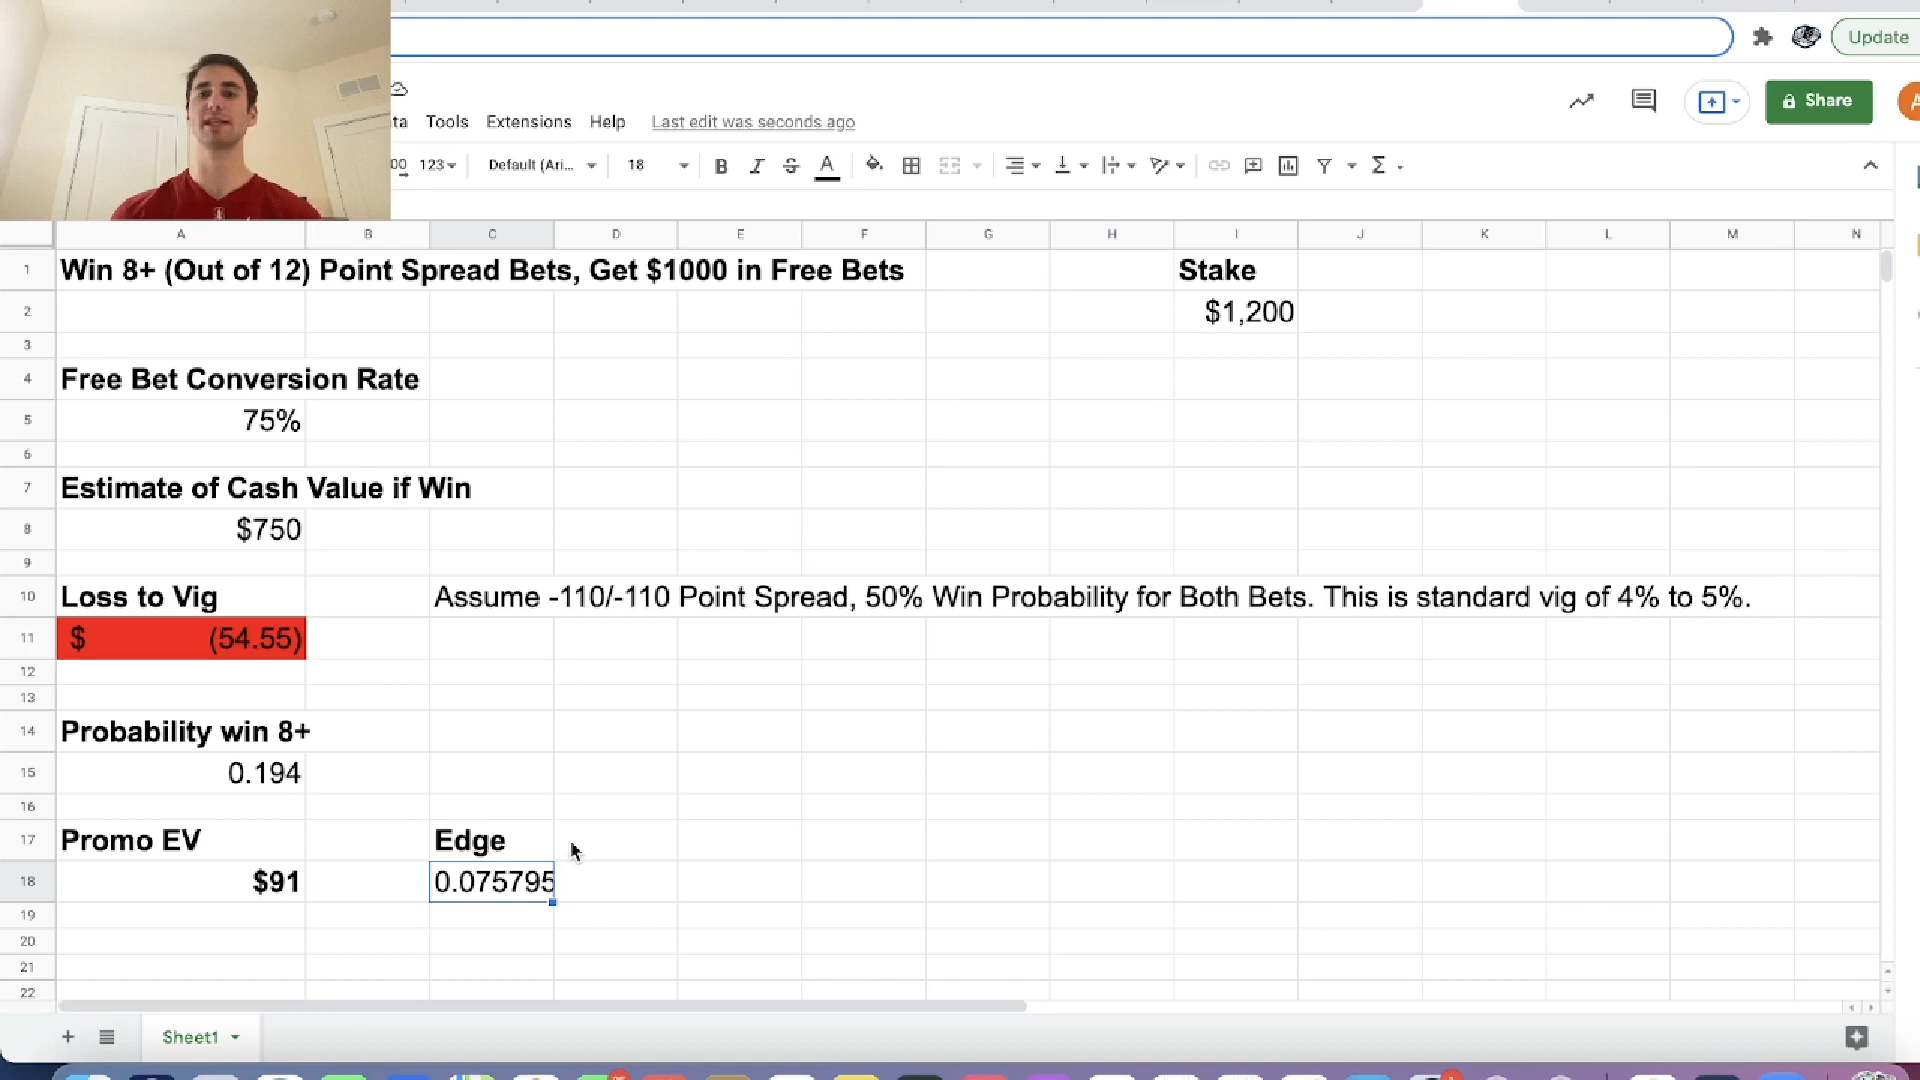 Update
ta Tools Extensions Help Last edit was seconds ago
Share
A
00 123 Default (Ari... 18 B I S A Σ
A B C D E F G H I J K L M N
1 Win 8+ (Out of 12) Point Spread Bets, Get $1000 in Free Bets Stake
2 $1,200
3
4 Free Bet Conversion Rate
5 75%
6
7 Estimate of Cash Value if Win
8 $750
9
10 Loss to Vig Assume -110/-110 Point Spread, 50% Win Probability for Both Bets. This is standard vig of 4% to 5%.
11 $ (54.55)
12
13
14 Probability win 8+
15 0.194
16
17 Promo EV Edge
18 $91 0.075795
19
20
21
22
Sheet1